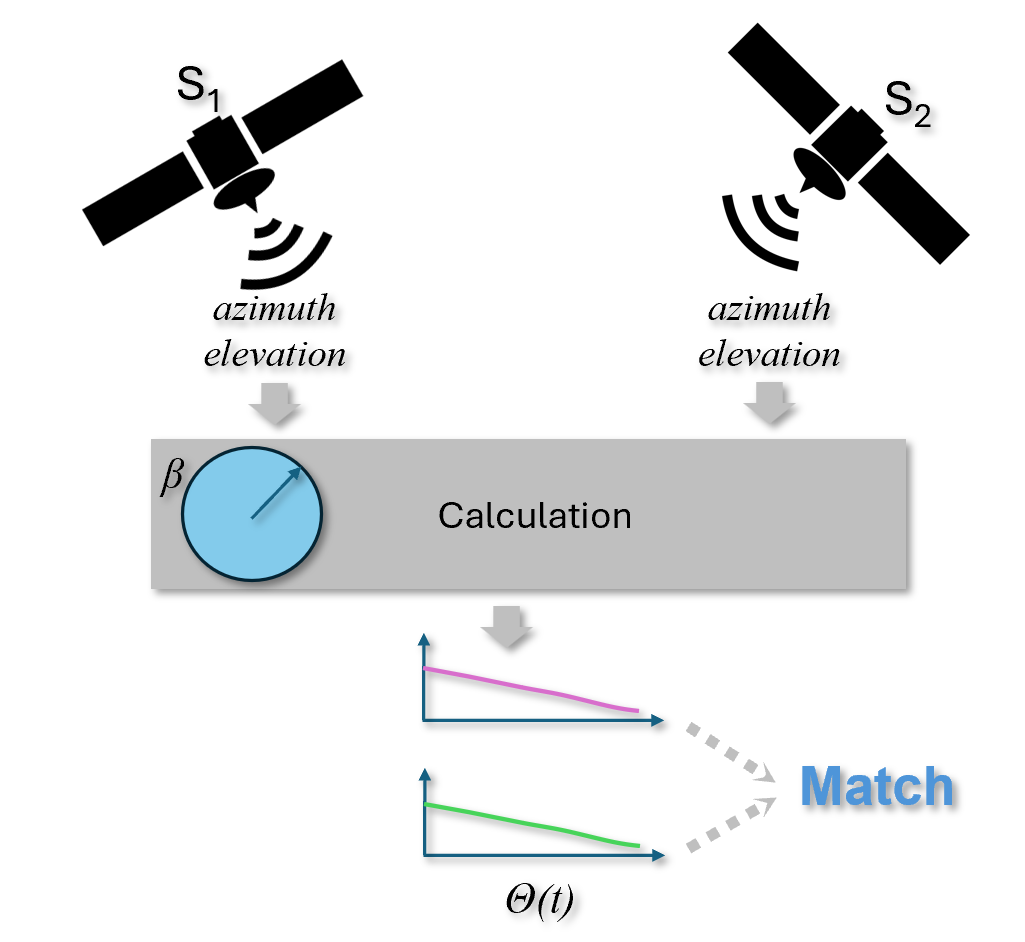 S₁
S₂
azimuth
elevation
azimuth
elevation
β
Calculation
Match
Θ(t)